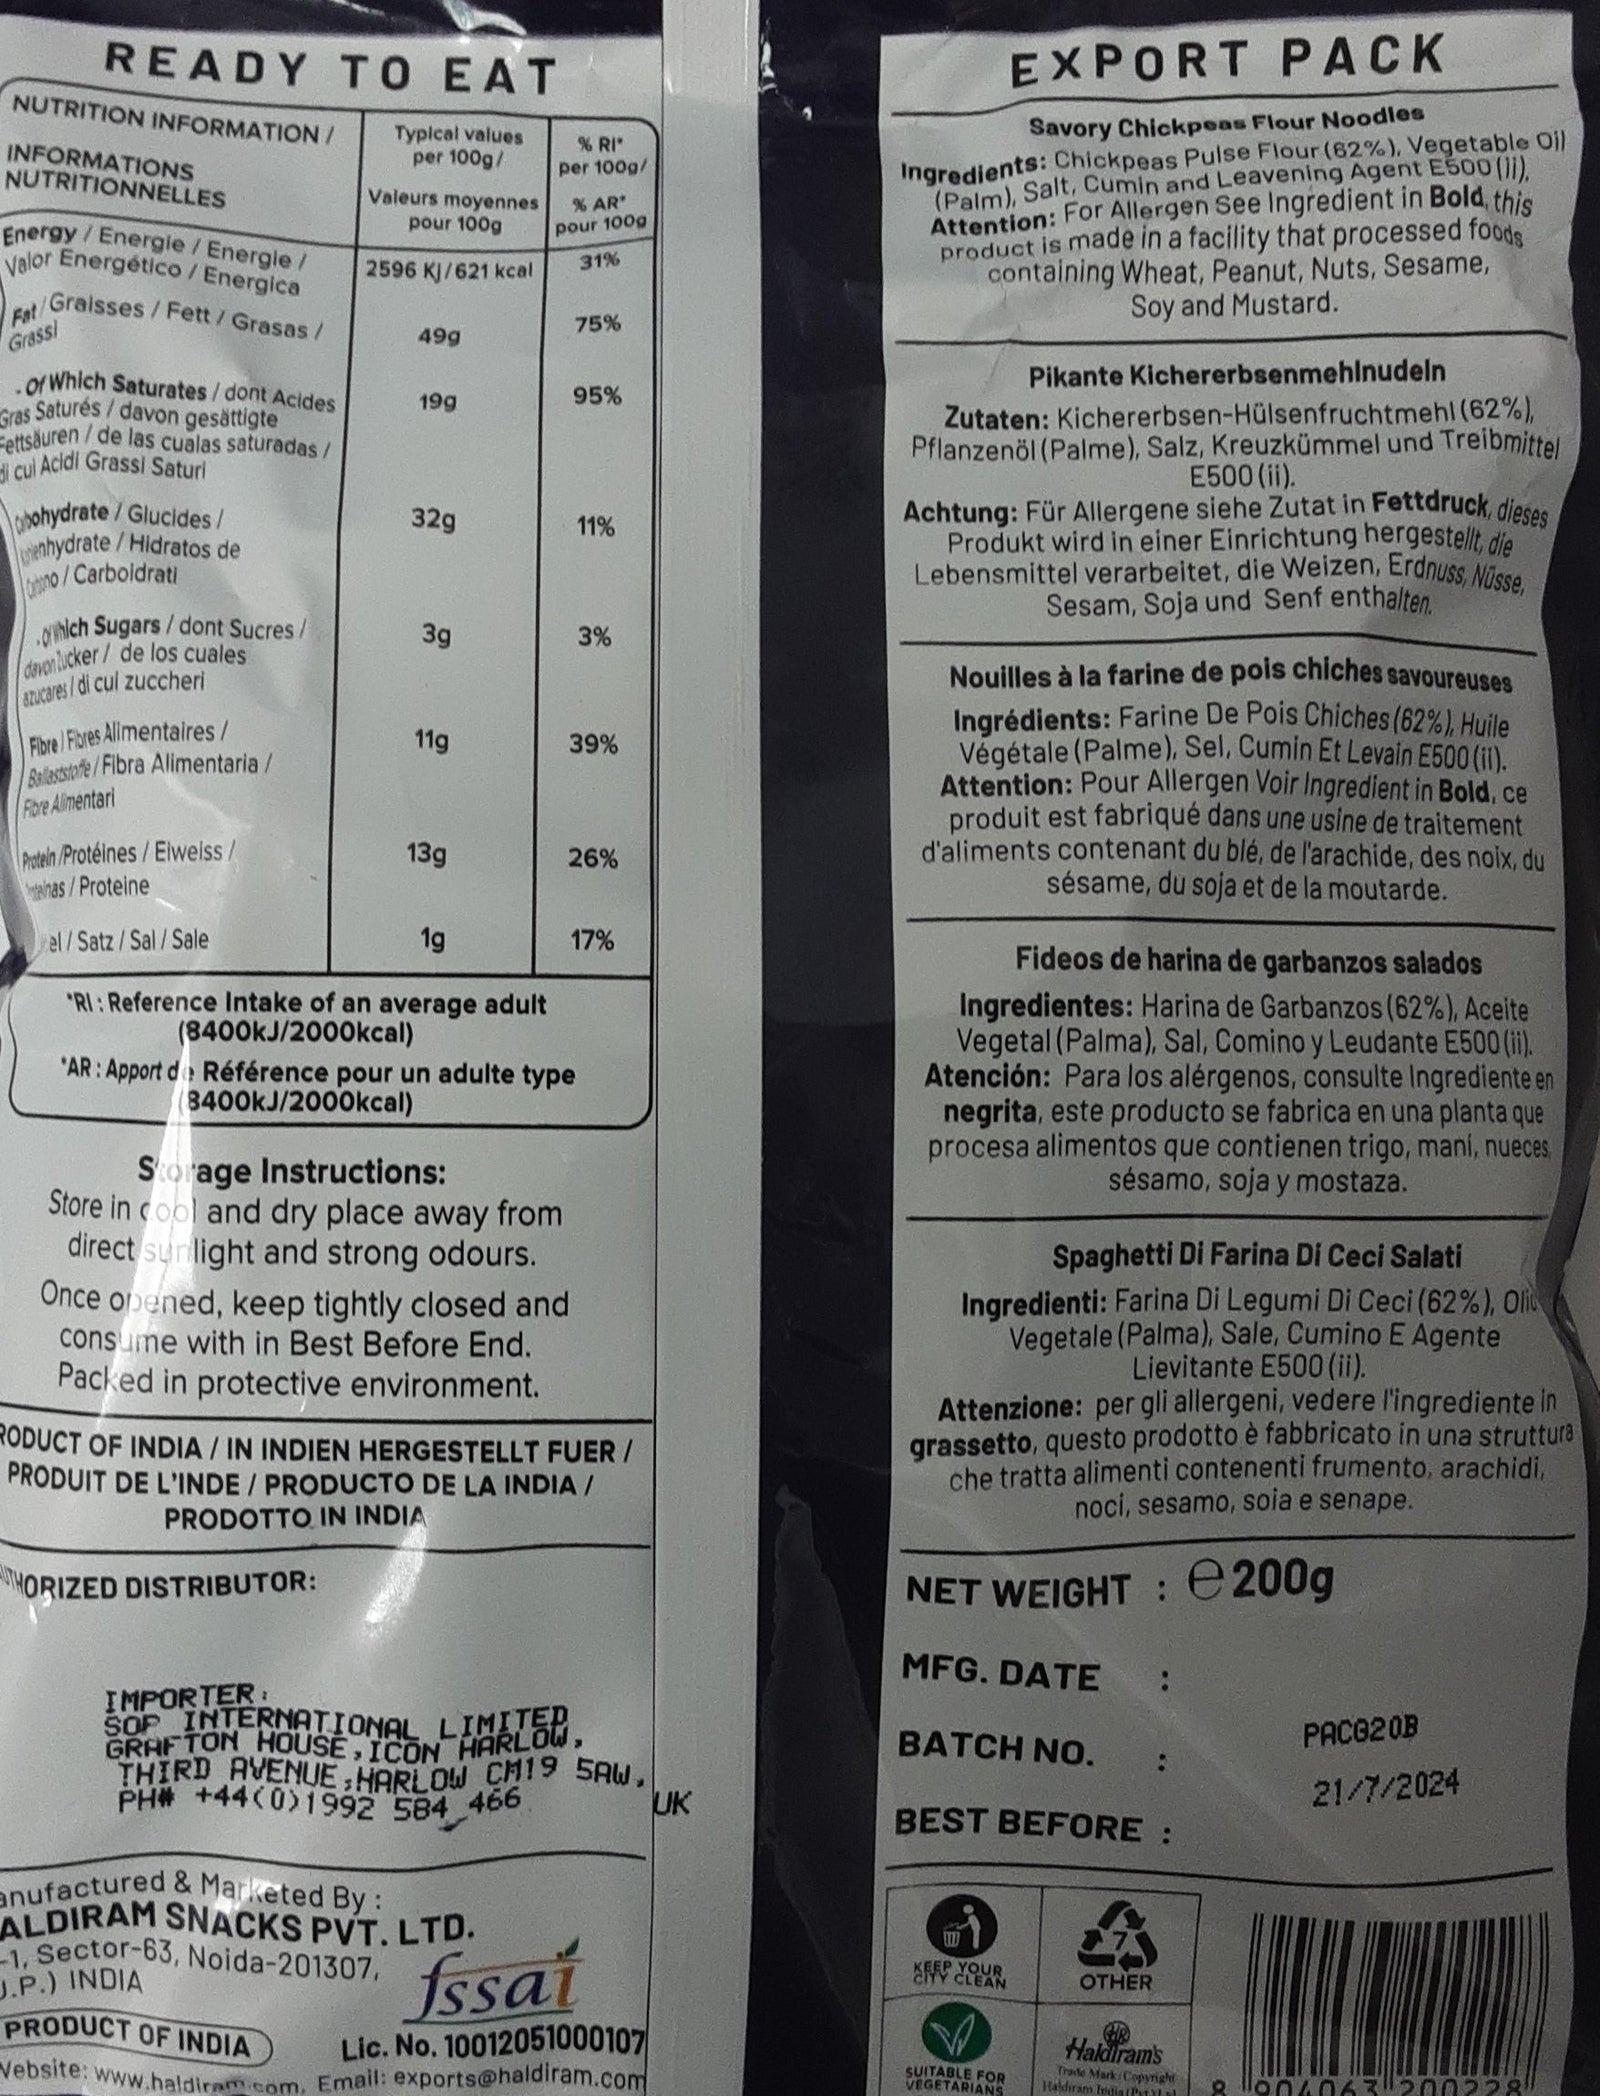 READY TO EAT
NUTRITION INFORMATION /
INFORMATIONS
NUTRITIONNELLES
Typical values
per 100g /
Valeurs moyennes
pour 100g
% RI*
per 100g/
% AR*
pour 100g
Energy / Energie / Energie /
Valor Energético / Energica
2596 KJ/621 kcal
31%
Fat / Graisses / Fett / Grasas /
Grassi
49g
75%
- Of Which Saturates / dont Acides
Gras Saturés / davon gesättigte
Fettsäuren / de las cualas saturadas /
di cui Acidi Grassi Saturi
19g
95%
/ Glucides /
/ Hidratos de
/ Carboidrati
32g
11%
Sugars / dont Sucres /
/ de los cuales
azucares / di cui zuccheri
3g
3%
Fibre / Fibres Alimentaires /
Ballaststoffe / Fibra Alimentaria /
Fibre Alimentari
11g
39%
Protein /Protéines / Eiweiss /
/ Proteine
13g
26%
/ Satz / Sal / Sale
1g
17%
*RI : Reference Intake of an average adult
(8400kJ/2000kcal)
*AR : Apport de Référence pour un adulte type
(8400kJ/2000kcal)
Storage Instructions:
Store in cool and dry place away from
direct sunlight and strong odours.
Once opened, keep tightly closed and
consume with in Best Before End.
Packed in protective environment.
RODUCT OF INDIA / IN INDIEN HERGESTELLT FUER /
PRODUIT DE L'INDE / PRODUCTO DE LA INDIA /
PRODOTTO IN INDIA
UTHORIZED DISTRIBUTOR:
IMPORTER:
SOP INTERNATIONAL LIMITED
GRAFTON HOUSE, ICON HARLOW,
THIRD AVENUE, HARLOW CM19 5AW, UK
PH# +44(0)1992 584 466
anufactured & Marketed By :
ALDIRAM SNACKS PVT. LTD.
-1, Sector-63, Noida-201307,
U.P.) INDIA
fssai
PRODUCT OF INDIA
Lic. No. 10012051000107
Website: www.haldiram.com, Email: exports@haldiram.com
EXPORT PACK
Savory Chickpeas Flour Noodles
Ingredients: Chickpeas Pulse Flour (62%), Vegetable Oil
(Palm), Salt, Cumin and Leavening Agent E500 (ii).
Attention: For Allergen See Ingredient in Bold, this
product is made in a facility that processed foods
containing Wheat, Peanut, Nuts, Sesame,
Soy and Mustard.
Pikante Kichererbsenmehlnudeln
Zutaten: Kichererbsen-Hülsenfruchtmehl (62%),
Pflanzenöl (Palme), Salz, Kreuzkümmel und Treibmittel
E500 (ii).
Achtung: Für Allergene siehe Zutat in Fettdruck, dieses
Produkt wird in einer Einrichtung hergestellt, die
Lebensmittel verarbeitet, die Weizen, Erdnuss, Nüsse,
Sesam, Soja und Senf enthalten.
Nouilles à la farine de pois chiches savoureuses
Ingrédients: Farine De Pois Chiches (62%), Huile
Végétale (Palme), Sel, Cumin Et Levain E500 (ii).
Attention: Pour Allergen Voir Ingredient in Bold, ce
produit est fabriqué dans une usine de traitement
d'aliments contenant du blé, de l'arachide, des noix, du
sésame, du soja et de la moutarde.
Fideos de harina de garbanzos salados
Ingredientes: Harina de Garbanzos (62%), Aceite
Vegetal (Palma), Sal, Comino y Leudante E500 (ii).
Atención: Para los alérgenos, consulte Ingrediente en
negrita, este producto se fabrica en una planta que
procesa alimentos que contienen trigo, maní, nueces,
sésamo, soja y mostaza.
Spaghetti Di Farina Di Ceci Salati
Ingredienti: Farina Di Legumi Di Ceci (62%),
Vegetale (Palma), Sale, Cumino E Agente
Lievitante E500 (ii).
Attenzione: per gli allergeni, vedere l'ingrediente in
grassetto, questo prodotto è fabbricato in una struttura
che tratta alimenti contenenti frumento, arachidi,
noci, sesamo, soia e senape.
NET WEIGHT : e 200g
MFG. DATE :
BATCH NO. : PACG20B
21/7/2024
BEST BEFORE :
KEEP YOUR
CITY CLEAN
7
OTHER
SUITABLE FOR
VEGETARIANS
HR
Haldiram's
Trade Mark/Copyright
Haldiram India
8 904063 200228